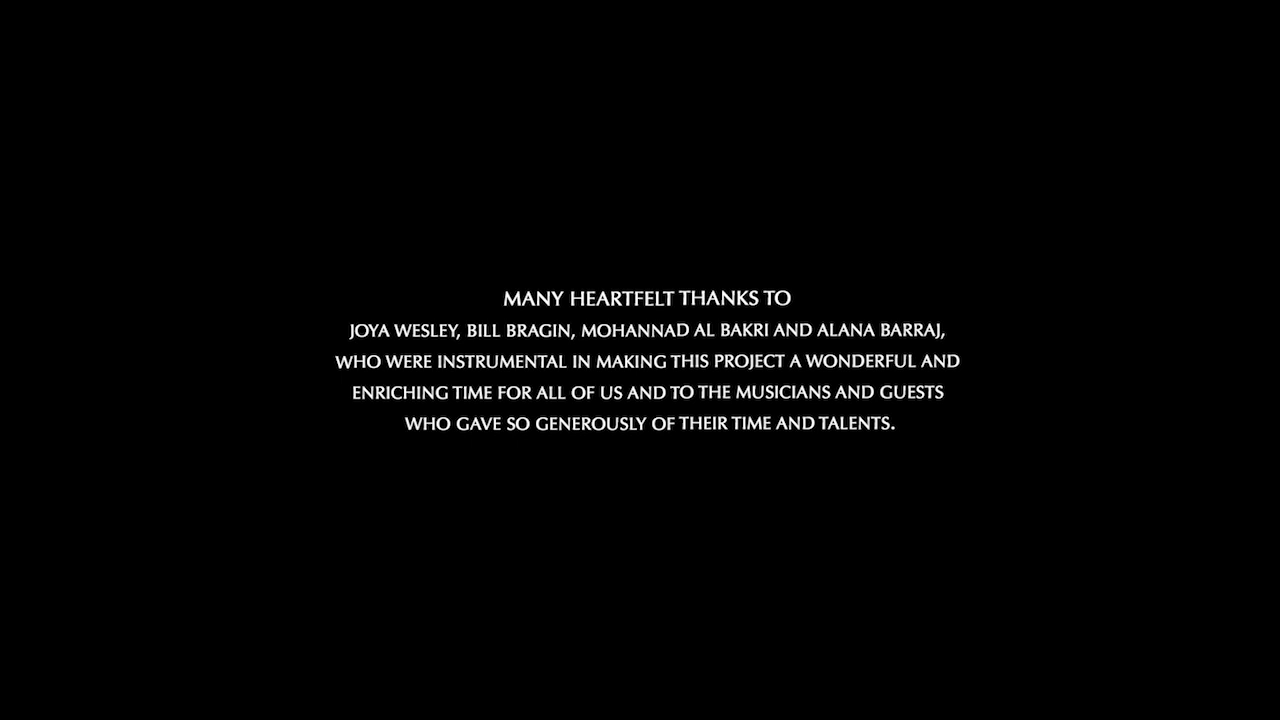 MANY HEARTFELT THANKS TO
JOYA WESLEY, BILL BRAGIN, MOHANNAD AL BAKRI AND ALANA BARRAJ,
WHO WERE INSTRUMENTAL IN MAKING THIS PROJECT A WONDERFUL AND
ENRICHING TIME FOR ALL OF US AND TO THE MUSICIANS AND GUESTS
WHO GAVE SO GENEROUSLY OF THEIR TIME AND TALENTS.